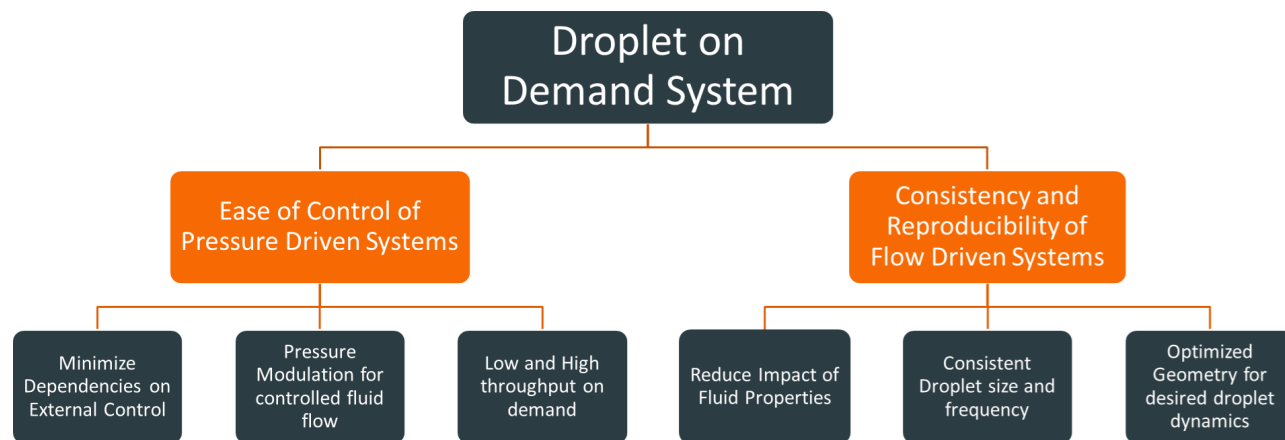 Droplet on
Demand System
Ease of Control of
Pressure Driven Systems
Consistency and
Reproducibility of
Flow Driven Systems
Minimize
Dependencies on
External Control
Pressure
Modulation for
controlled fluid
flow
Low and High
throughput on
demand
Reduce Impact of
Fluid Properties
Consistent
Droplet size and
frequency
Optimized
Geometry for
desired droplet
dynamics